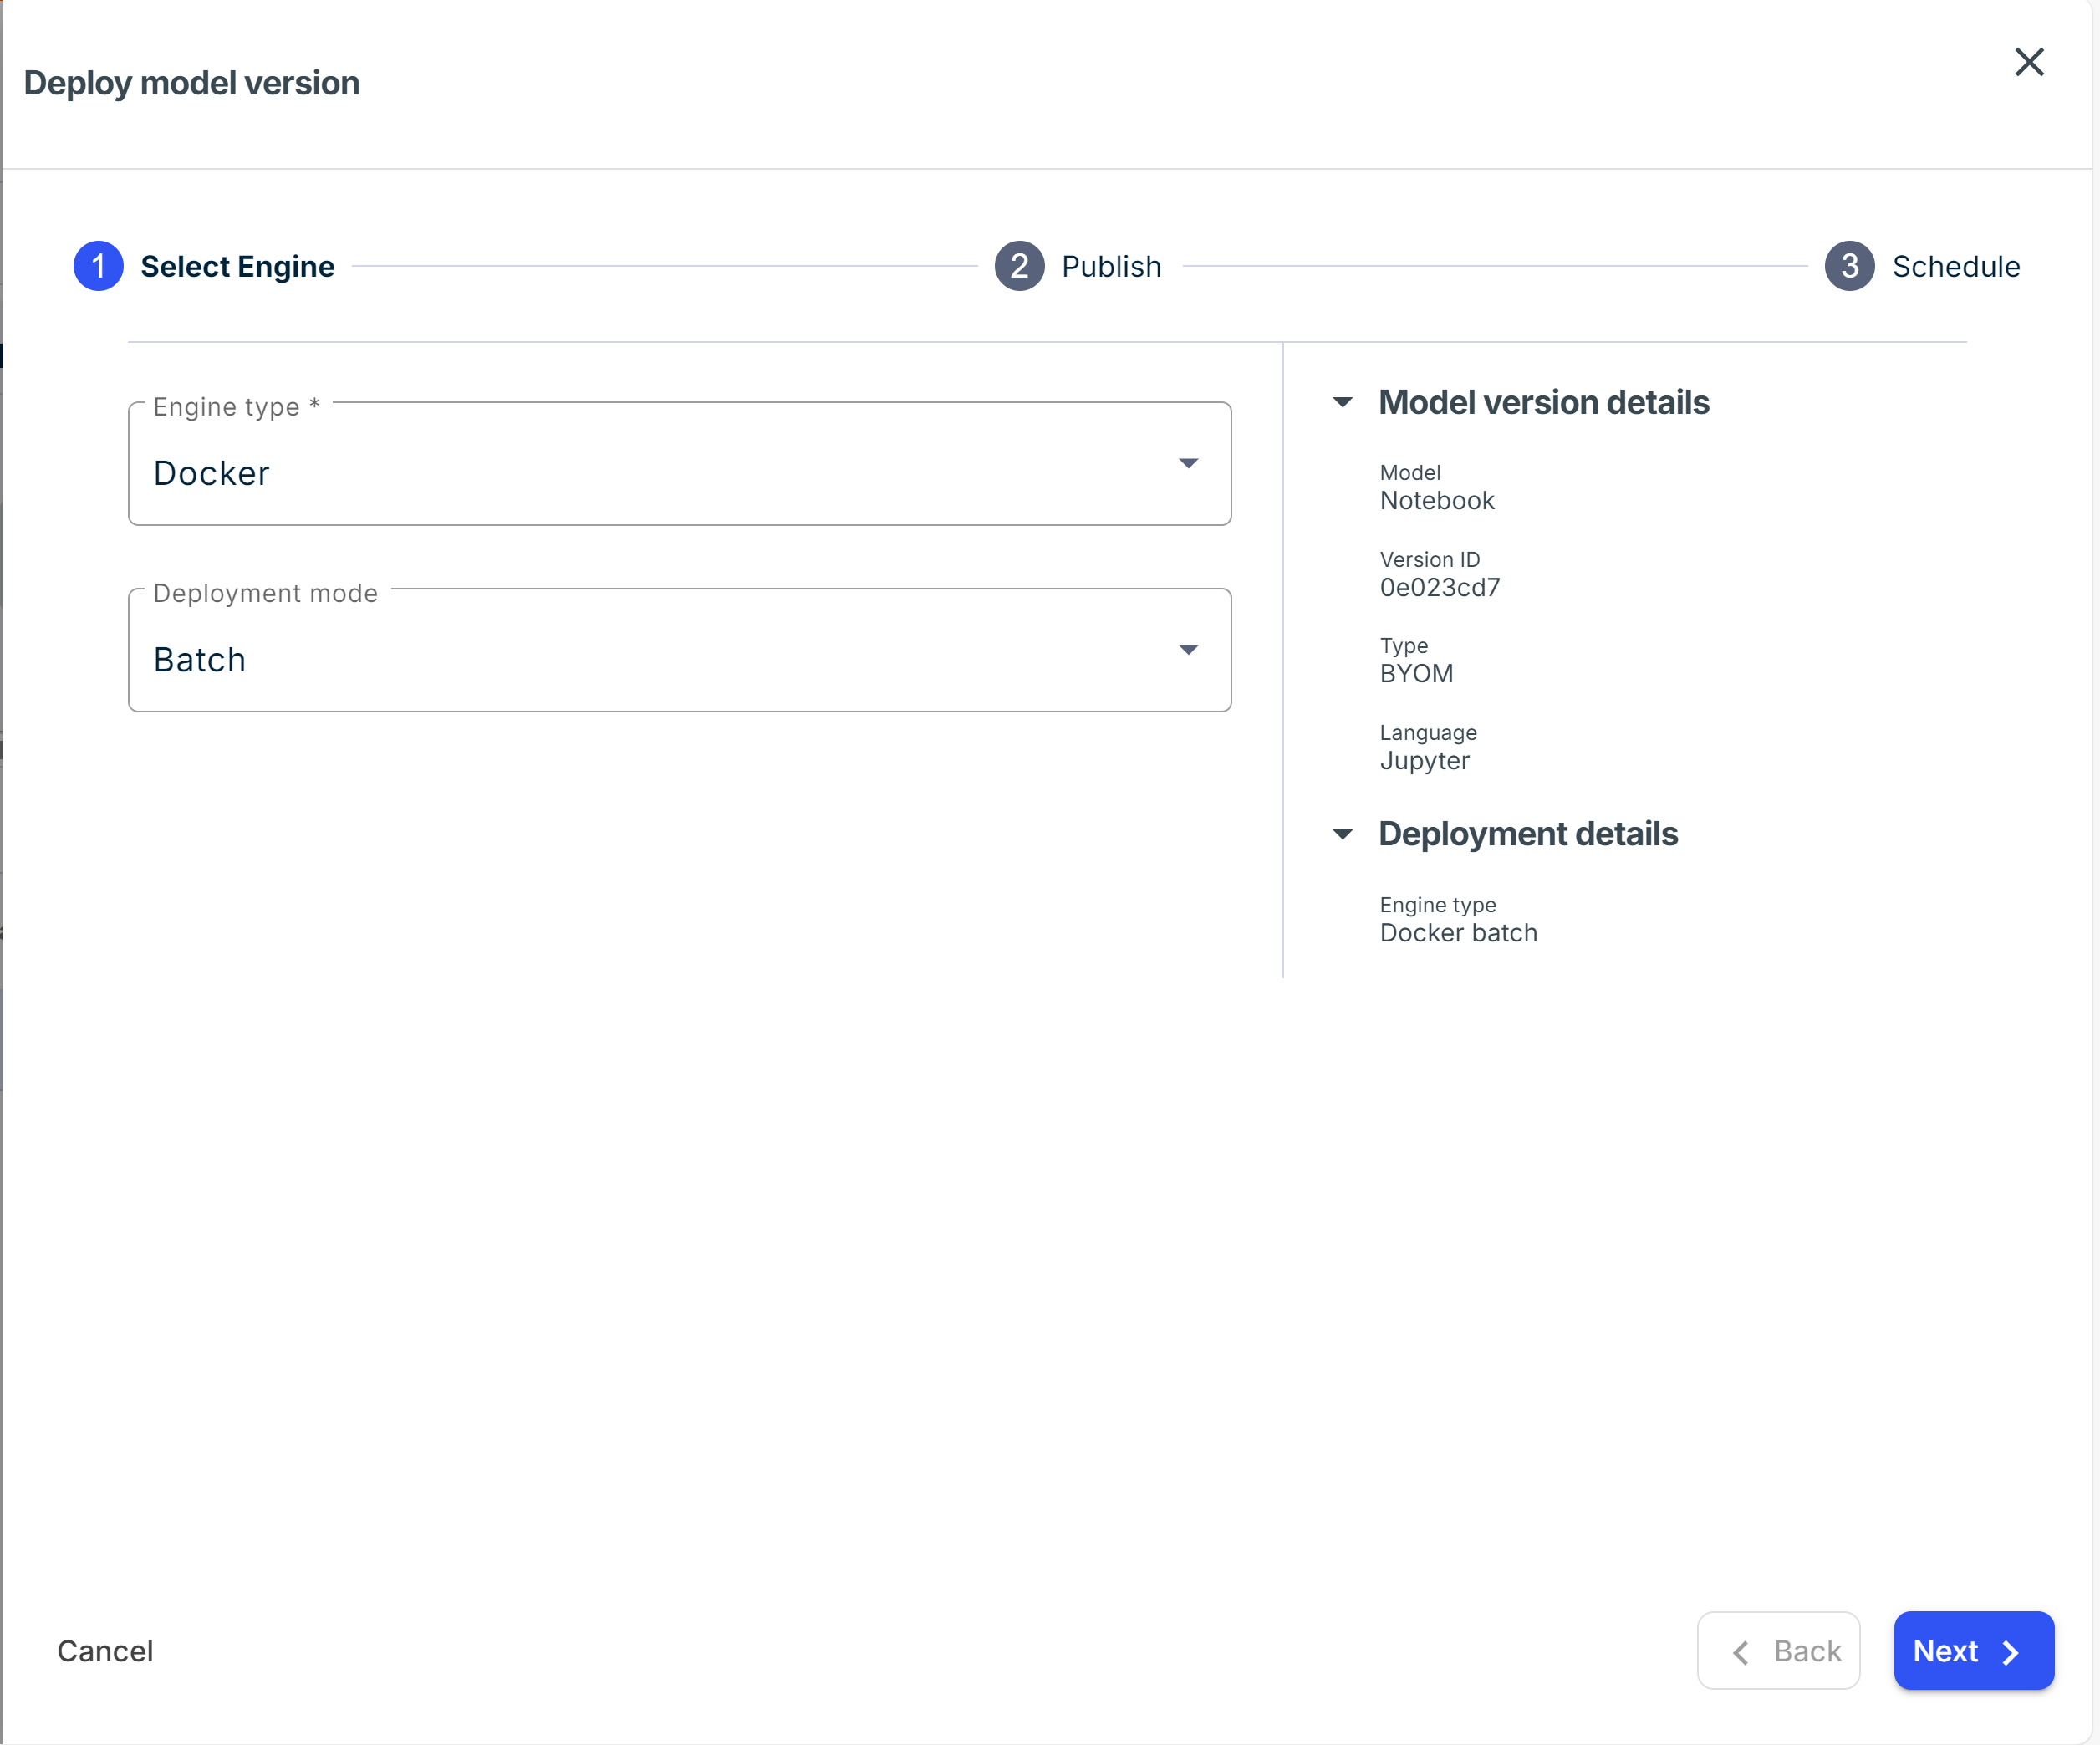 Deploy model version
1 Select Engine
2 Publish
3 Schedule
Engine type *
Docker
Deployment mode
Batch
Model version details
Model
Notebook
Version ID
0e023cd7
Type
BYOM
Language
Jupyter
Deployment details
Engine type
Docker batch
Cancel
Back
Next